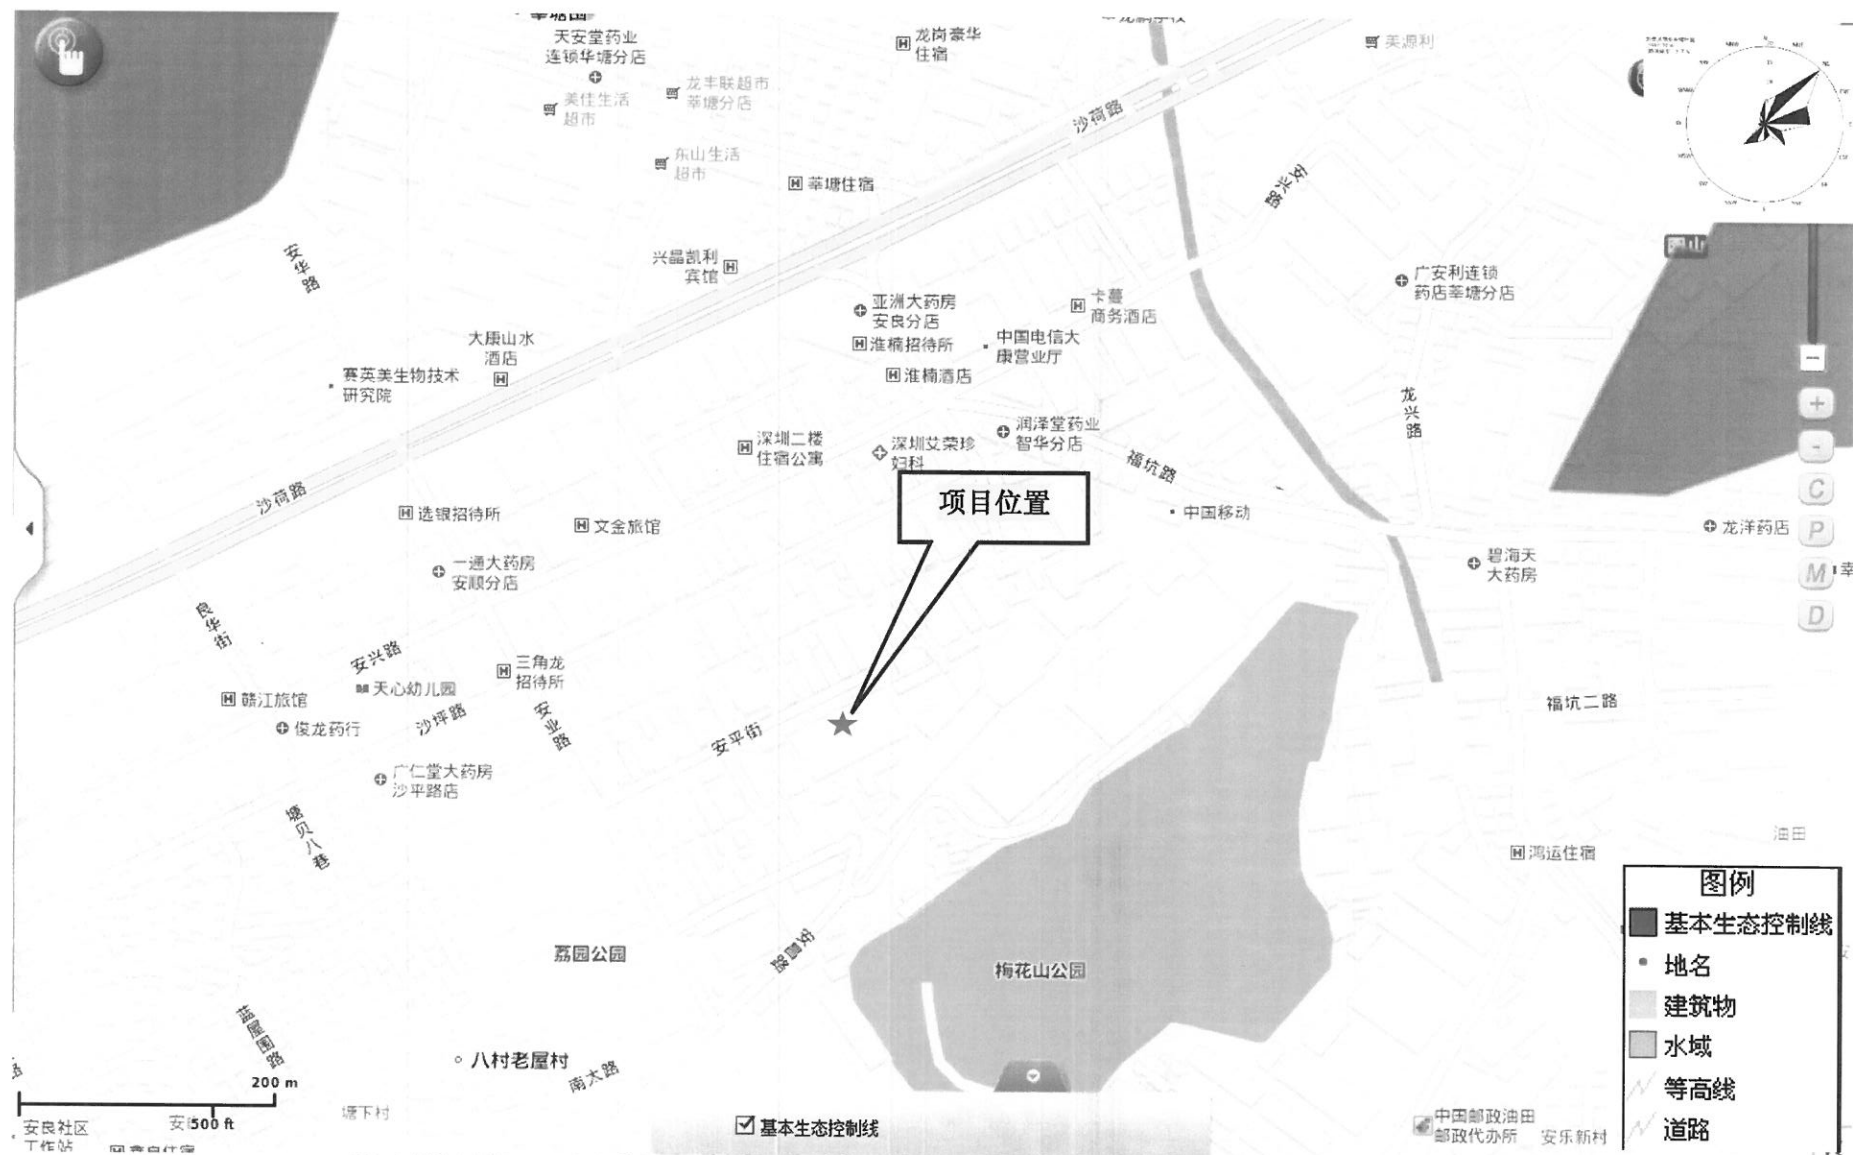 天安堂药业
连锁华塘分店
龙岗豪华
住宿
美源利
美佳生活
超市
龙丰联超市
莘塘分店
沙荷路
东山生活
超市
莘塘住宿
安兴路
安华路
兴晶凯利
宾馆
广安利连锁
药店莘塘分店
亚洲大药房
安良分店
卡蔓
商务酒店
大康山水
酒店
淮楠招待所
中国电信大
康营业厅
赛英美生物技术
研究院
淮楠酒店
龙兴路
深圳二楼
住宿公寓
深圳艾荣珍
妇科
润泽堂药业
智华分店
福坑路
沙荷路
选银招待所
文金旅馆
项目位置
中国移动
龙洋药店
一通大药房
安顺分店
碧海天
大药房
良华街
安兴路
三角龙
招待所
天心幼儿园
赣江旅馆
沙坪路
俊龙药行
安业路
安平街
福坑二路
广仁堂大药房
沙平路店
塘贝八巷
鸿运住宿
油田
荔园公园
安昌路
梅花山公园
蓝屋围路
八村老屋村
南太路
200 m
500 ft
塘下村
安良社区
工作站
基本生态控制线
中国邮政油田
邮政代办所
安乐新村
C
P
M
D
图例
基本生态控制线
地名
建筑物
水域
等高线
道路